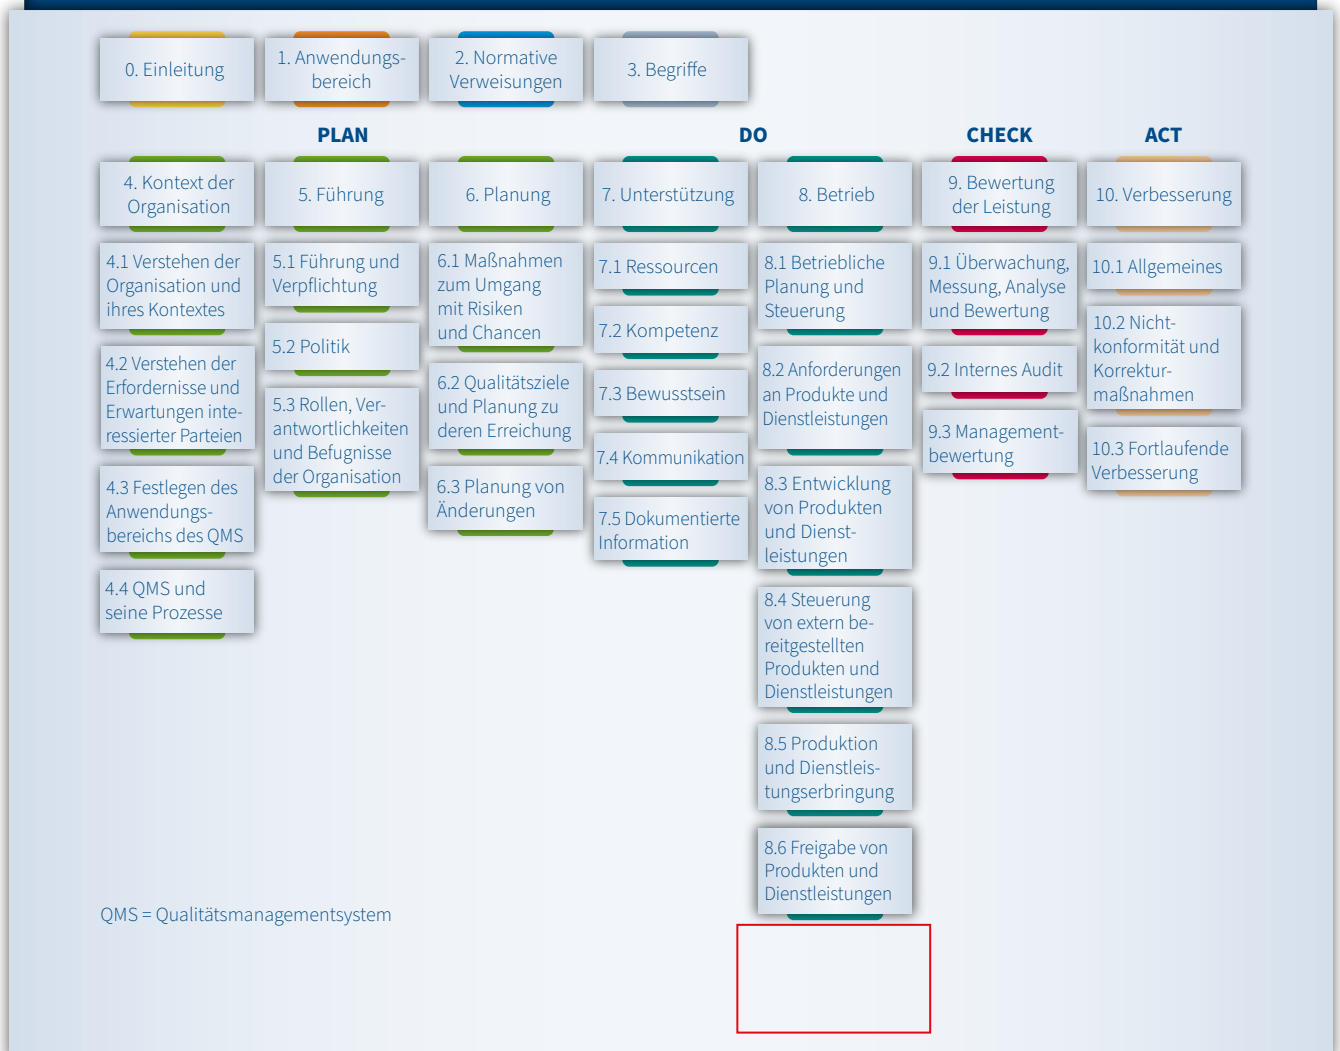 0. Einleitung
1. Anwendungs-
bereich
2. Normative
Verweisungen
3. Begriffe
PLAN
DO
CHECK
ACT
4. Kontext der
Organisation
5. Führung
6. Planung
7. Unterstützung
8. Betrieb
9. Bewertung
der Leistung
10. Verbesserung
4.1 Verstehen der
Organisation und
ihres Kontextes
4.2 Verstehen der
Erfordernisse und
Erwartungen inte-
ressierter Parteien
4.3 Festlegen des
Anwendungs-
bereichs des QMS
4.4 QMS und
seine Prozesse
5.1 Führung und
Verpflichtung
5.2 Politik
5.3 Rollen, Ver-
antwortlichkeiten
und Befugnisse
der Organisation
6.1 Maßnahmen
zum Umgang
mit Risiken
und Chancen
6.2 Qualitätsziele
und Planung zu
deren Erreichung
6.3 Planung von
Änderungen
7.1 Ressourcen
7.2 Kompetenz
7.3 Bewusstsein
7.4 Kommunikation
7.5 Dokumentierte
Information
8.1 Betriebliche
Planung und
Steuerung
8.2 Anforderungen
an Produkte und
Dienstleistungen
8.3 Entwicklung
von Produkten
und Dienst-
leistungen
8.4 Steuerung
von extern be-
reitgestellten
Produkten und
Dienstleistungen
8.5 Produktion
und Dienstleis-
tungserbringung
8.6 Freigabe von
Produkten und
Dienstleistungen
9.1 Überwachung,
Messung, Analyse
und Bewertung
9.2 Internes Audit
9.3 Management-
bewertung
10.1 Allgemeines
10.2 Nicht-
konformität und
Korrektur-
maßnahmen
10.3 Fortlaufende
Verbesserung
QMS = Qualitätsmanagementsystem